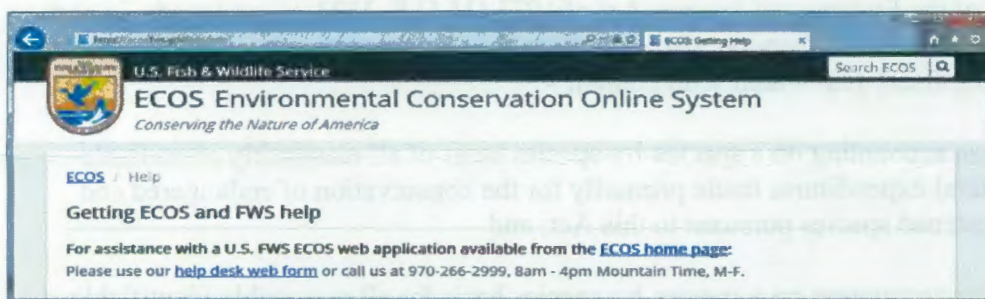 ECOS: Getting Help
U.S. Fish & Wildlife Service
Search ECOS
ECOS Environmental Conservation Online System
Conserving the Nature of America
ECOS / Help
Getting ECOS and FWS help
For assistance with a U.S. FWS ECOS web application available from the ECOS home page:
Please use our help desk web form or call us at 970-266-2999, 8am - 4pm Mountain Time, M-F.